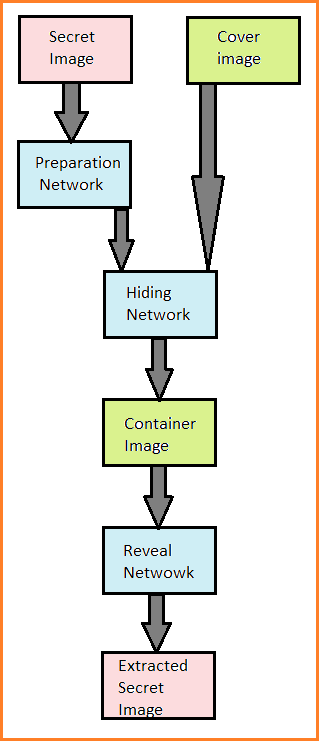 Secret
Image
Cover
image
Preparation
Network
Hiding
Network
Container
Image
Reveal
Netwowk
Extracted
Secret
Image